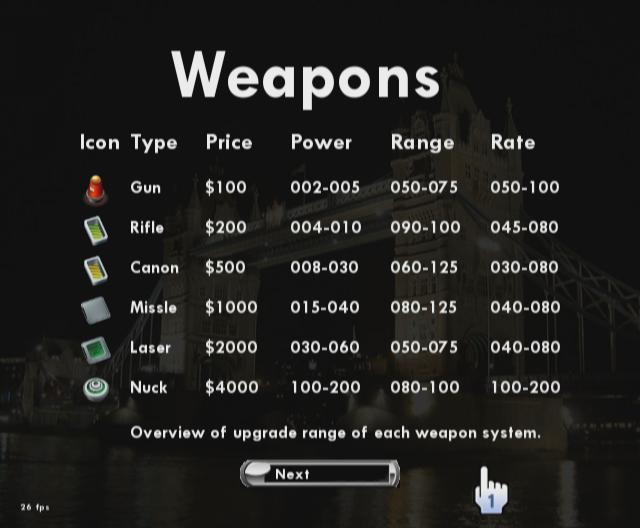 Weapons
Icon Type Price Power Range Rate
Gun $100 002-005 050-075 050-100
Rifle $200 004-010 090-100 045-080
Canon $500 008-030 060-125 030-080
Missle $1000 015-040 080-125 040-080
Laser $2000 030-060 050-075 040-080
Nuck $4000 100-200 080-100 100-200
Overview of upgrade range of each weapon system.
Next
1
26 fps